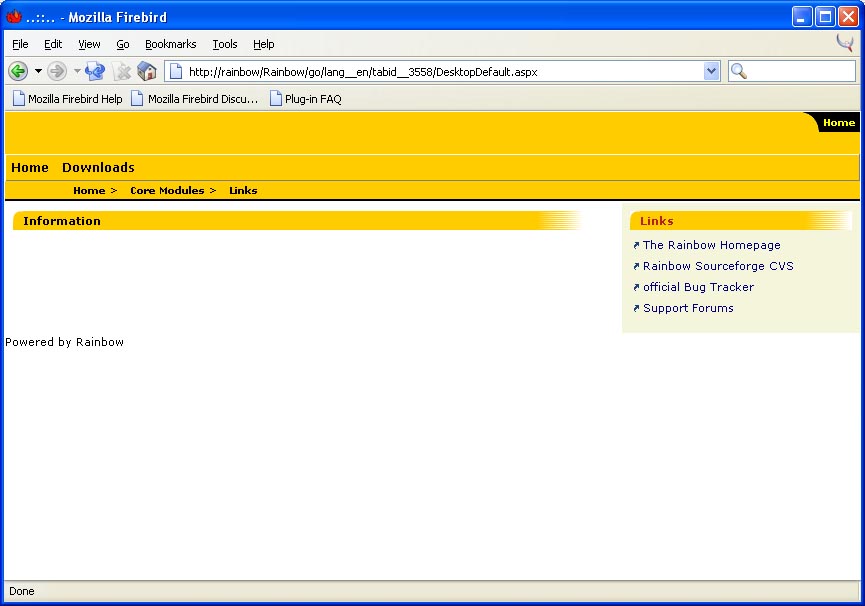 ..::.. - Mozilla Firebird
File Edit View Go Bookmarks Tools Help
http://rainbow/Rainbow/go/lang__en/tabid__3558/DesktopDefault.aspx
Mozilla Firebird Help Mozilla Firebird Discu... Plug-in FAQ
Home
Home Downloads
Home > Core Modules > Links
Information
Links
The Rainbow Homepage
Rainbow Sourceforge CVS
official Bug Tracker
Support Forums
Powered by Rainbow
Done